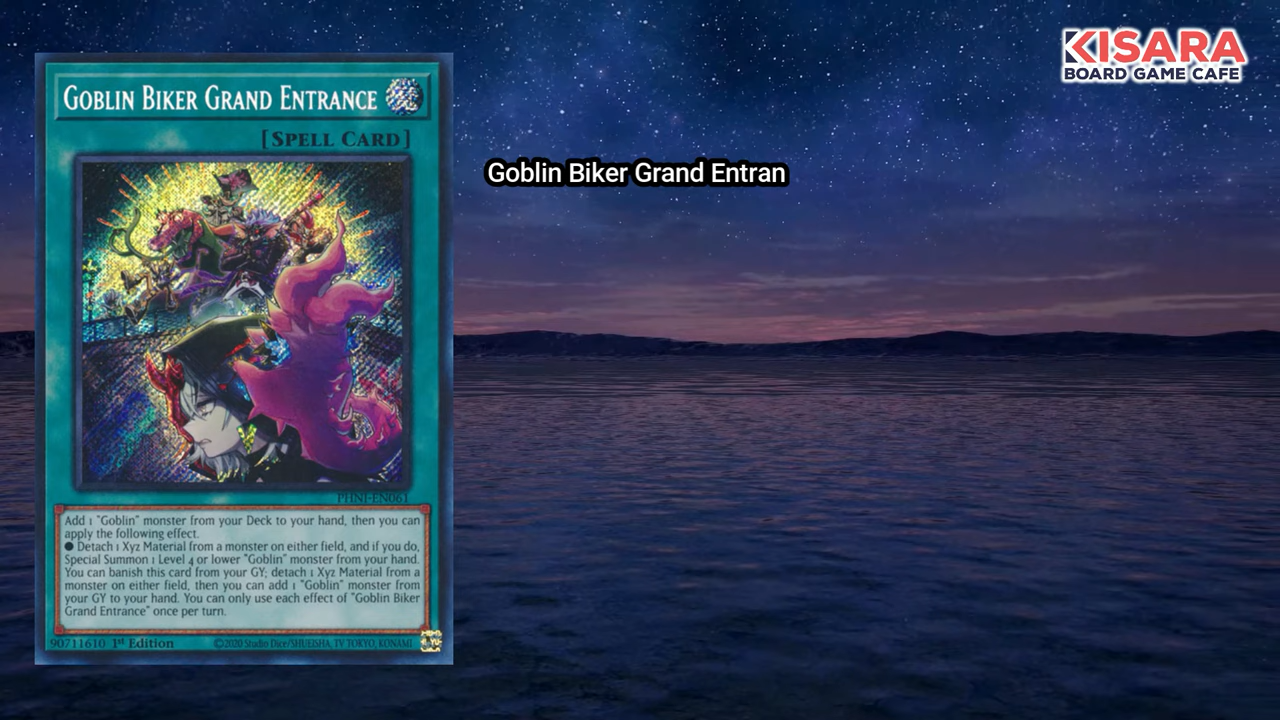 GOBLIN BIKER GRAND ENTRANCE
[SPELL CARD]
PHNI-EN061
Add 1 "Goblin" monster from your Deck to your hand, then you can
apply the following effect.
● Detach 1 Xyz Material from a monster on either field, and if you do,
Special Summon 1 Level 4 or lower "Goblin" monster from your hand.
You can banish this card from your GY; detach 1 Xyz Material from a
monster on either field, then you can add 1 "Goblin" monster from
your GY to your hand. You can only use each effect of "Goblin Biker
Grand Entrance" once per turn.
90711610 1st Edition ©2020 Studio Dice/SHUEISHA, TV TOKYO, KONAMI
Goblin Biker Grand Entran
KISARA
BOARD GAME CAFE